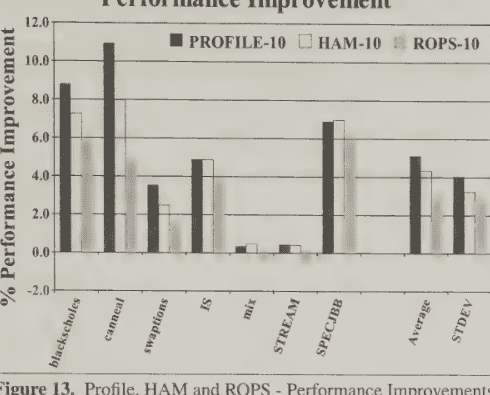 Performance Improvement
% Performance Improvement
12.0
10.0
8.0
6.0
4.0
2.0
0.0
-2.0
PROFILE-10 HAM-10 ROPS-10
blackscholes
canneal
swaptions
IS
mix
STREAM
SPECJBB
Average
STDEV
Figure 13. Profile, HAM and ROPS - Performance Improvements